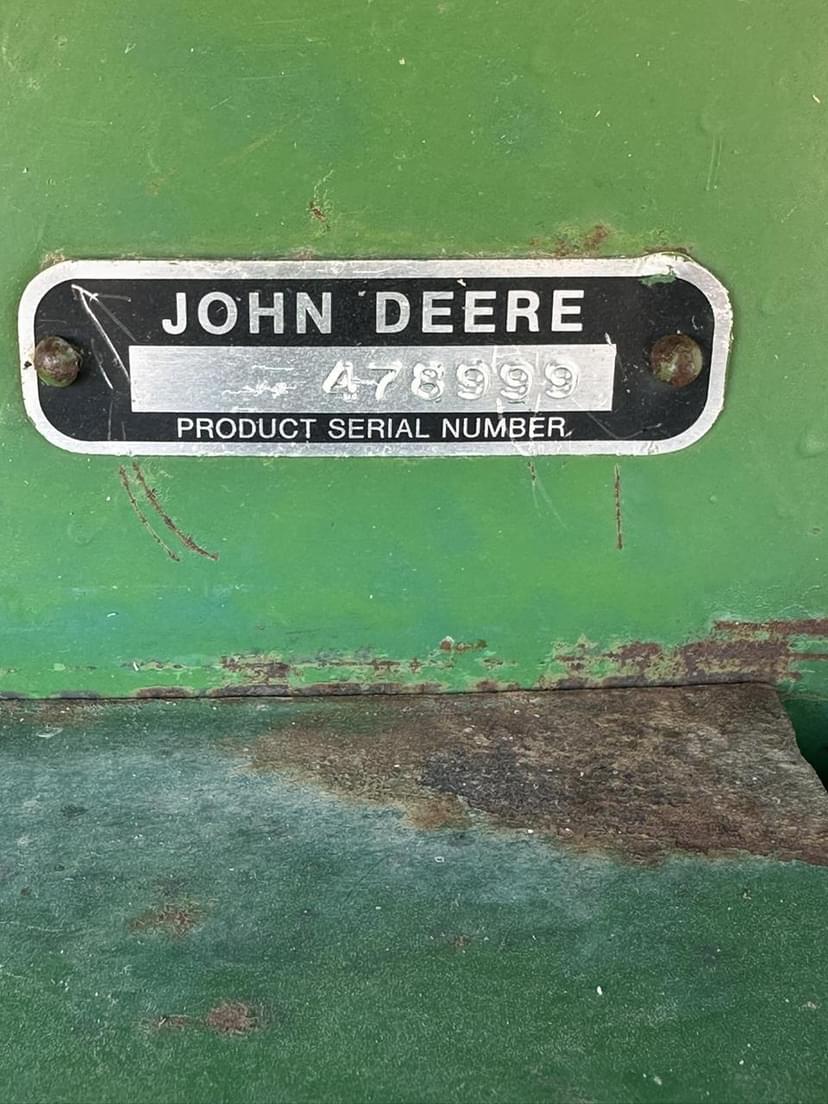 JOHN DEERE
478999
PRODUCT SERIAL NUMBER